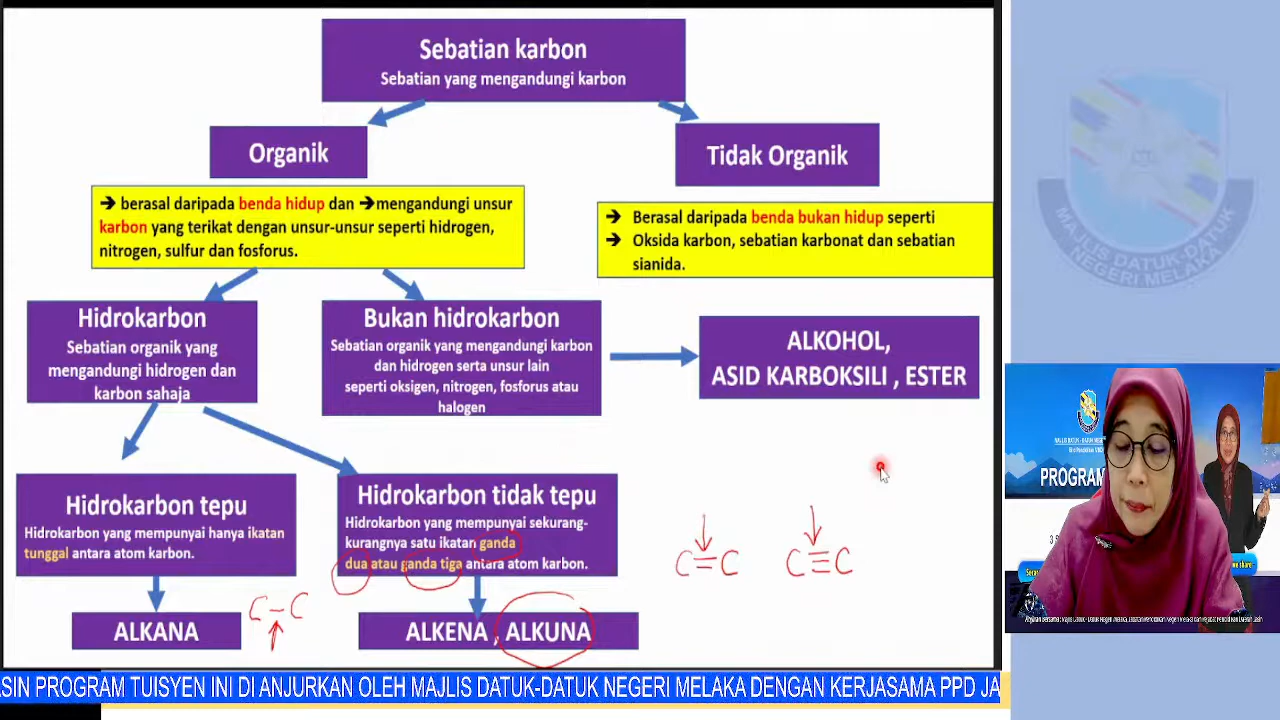 Sebatian karbon
Sebatian yang mengandungi karbon
Organik
Tidak Organik
➔ berasal daripada benda hidup dan ➔mengandungi unsur
karbon yang terikat dengan unsur-unsur seperti hidrogen,
nitrogen, sulfur dan fosforus.
➔ Berasal daripada benda bukan hidup seperti
➔ Oksida karbon, sebatian karbonat dan sebatian
sianida.
Hidrokarbon
Sebatian organik yang
mengandungi hidrogen dan
karbon sahaja
Bukan hidrokarbon
Sebatian organik yang mengandungi karbon
dan hidrogen serta unsur lain
seperti oksigen, nitrogen, fosforus atau
halogen
ALKOHOL,
ASID KARBOKSILI , ESTER
Hidrokarbon tepu
Hidrokarbon yang mempunyai hanya ikatan
tunggal antara atom karbon.
Hidrokarbon tidak tepu
Hidrokarbon yang mempunyai sekurang-
kurangnya satu ikatan ganda
dua atau ganda tiga antara atom karbon.
C=C
C≡C
ALKANA
C-C
ALKENA , ALKUNA
MAJLIS DATUK-DATUK
NEGERI MELAKA
PROGRAM
ASIN PROGRAM TUISYEN INI DI ANJURKAN OLEH MAJLIS DATUK-DATUK NEGERI MELAKA DENGAN KERJASAMA PPD JA